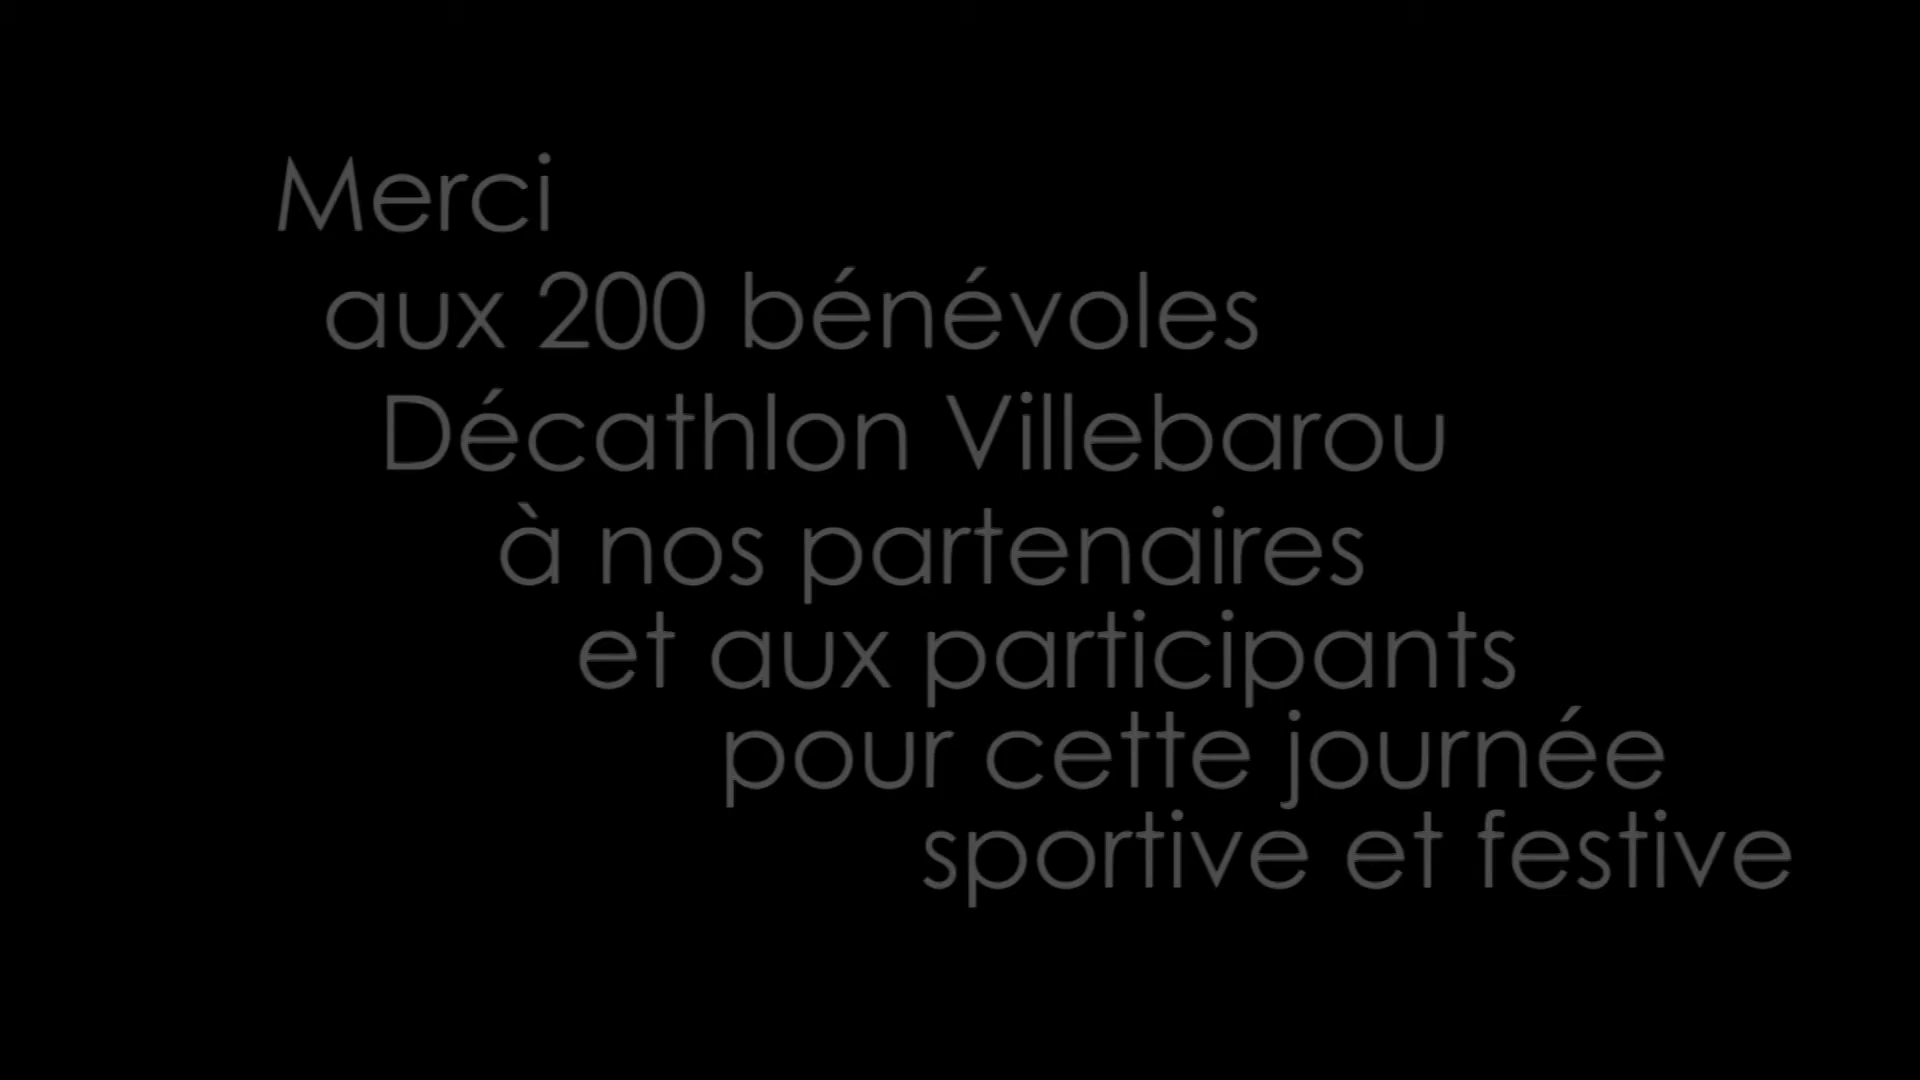 Merci
aux 200 bénévoles
Décathlon Villebarou
à nos partenaires
et aux participants
pour cette journée
sportive et festive